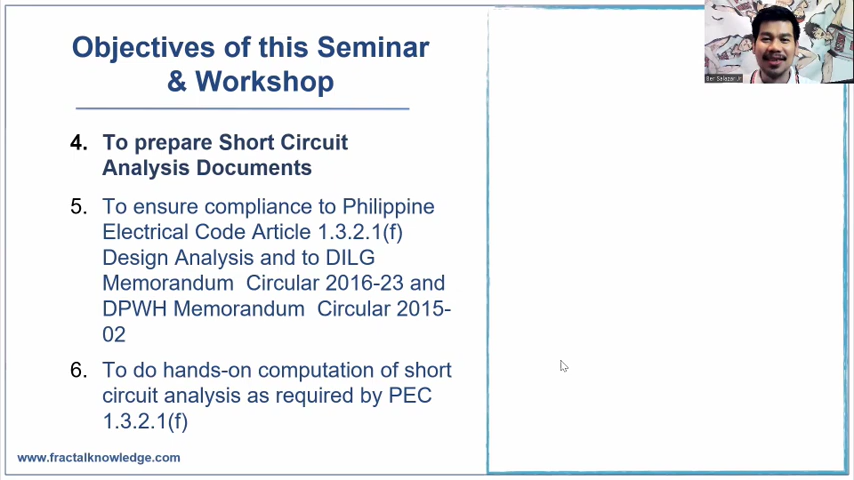 Objectives of this Seminar
& Workshop
4. To prepare Short Circuit
Analysis Documents
5. To ensure compliance to Philippine
Electrical Code Article 1.3.2.1(f)
Design Analysis and to DILG
Memorandum Circular 2016-23 and
DPWH Memorandum Circular 2015-
02
6. To do hands-on computation of short
circuit analysis as required by PEC
1.3.2.1(f)
www.fractalknowledge.com
Ber Salazar Jr